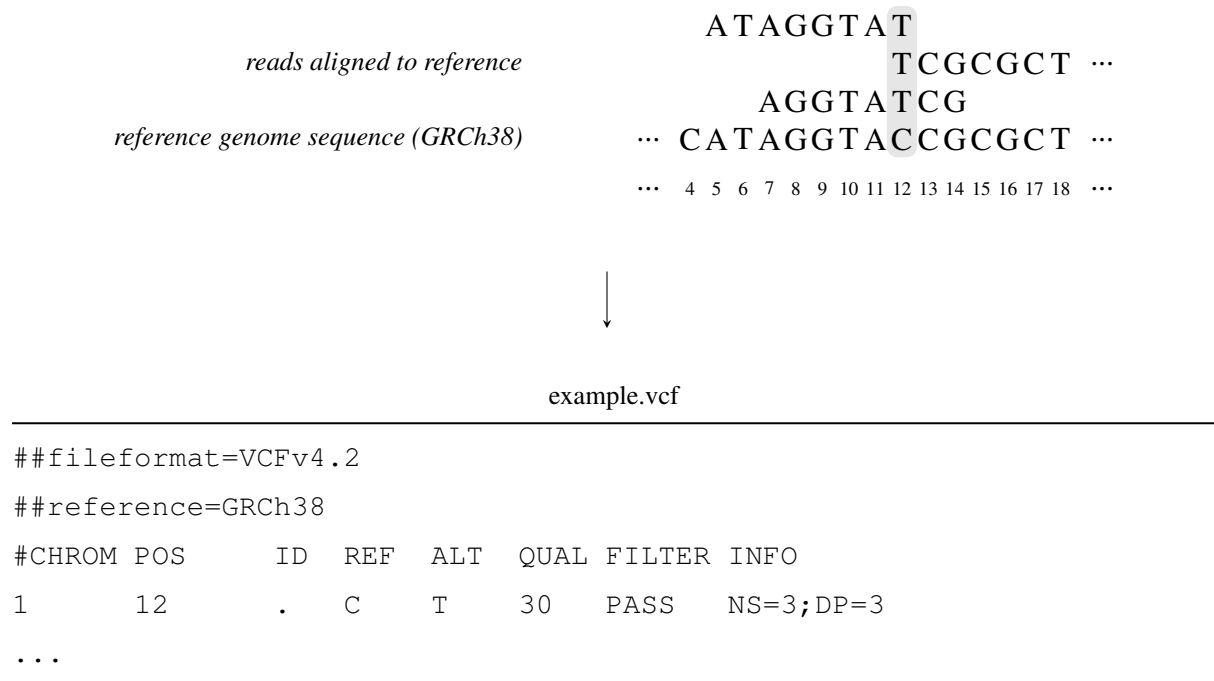 ATAGGTAT
reads aligned to reference TCGCGCT ...
AGGTATCG
reference genome sequence (GRCh38) ... CATAGGTACCGCGCT ...
... 4 5 6 7 8 9 10 11 12 13 14 15 16 17 18 ...
example.vcf
##fileformat=VCFv4.2
##reference=GRCh38
#CHROM POS ID REF ALT QUAL FILTER INFO
1 12 . C T 30 PASS NS=3;DP=3
...